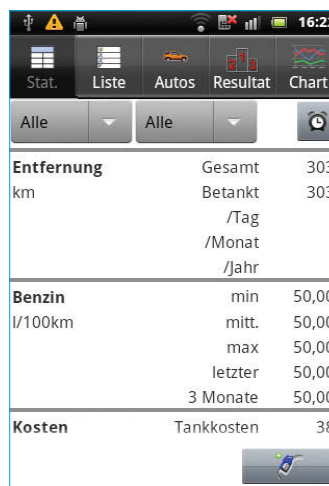 16:22
Stat. Liste Autos Resultat Chart
Alle Alle
Entfernung Gesamt 303
km Betankt 303
/Tag
/Monat
/Jahr
Benzin min 50,00
l/100km mitt. 50,00
max 50,00
letzter 50,00
3 Monate 50,00
Kosten Tankkosten 38